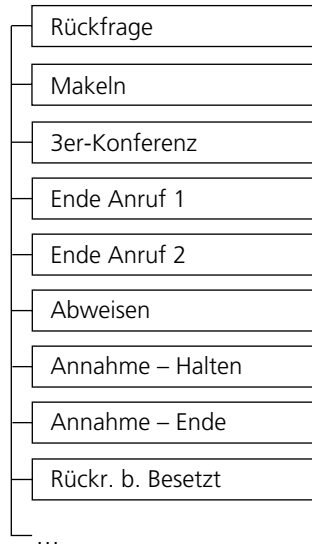 Rückfrage
Makeln
3er-Konferenz
Ende Anruf 1
Ende Anruf 2
Abweisen
Annahme – Halten
Annahme – Ende
Rückr. b. Besetzt
...